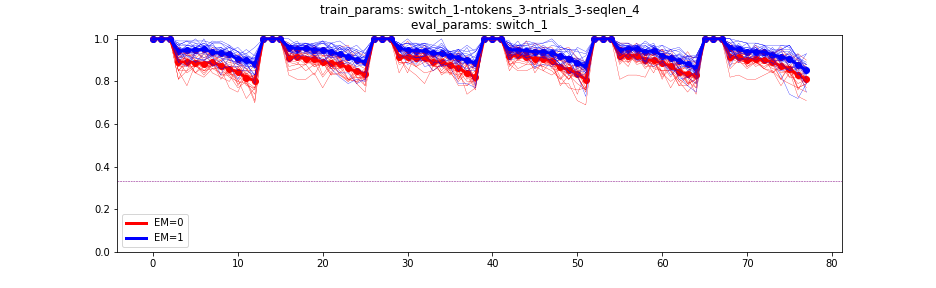 train_params: switch_1-ntokens_3-ntrials_3-seqlen_4
eval_params: switch_1
1.0
0.8
0.6
0.4
0.2
0.0
EM=0
EM=1
0 10 20 30 40 50 60 70 80